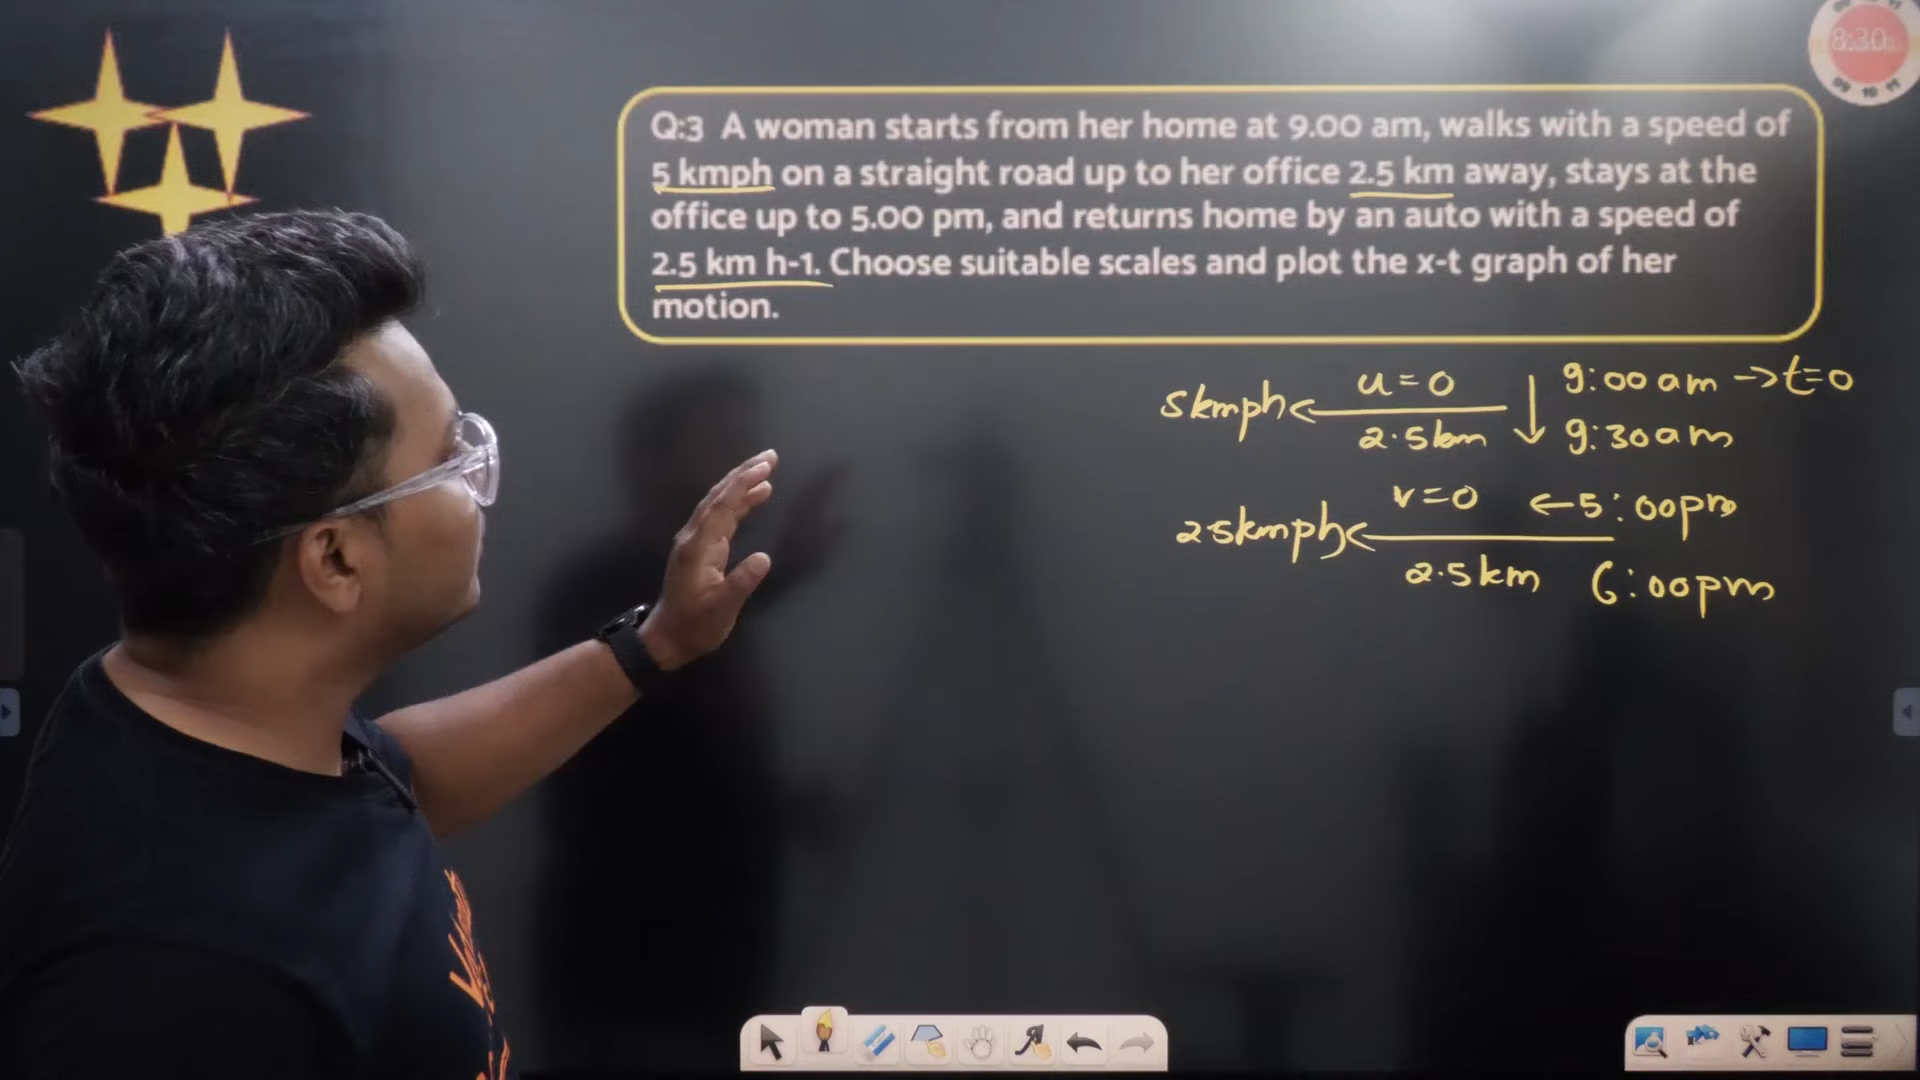 8:30
Q:3 A woman starts from her home at 9.00 am, walks with a speed of
5 kmph on a straight road up to her office 2.5 km away, stays at the
office up to 5.00 pm, and returns home by an auto with a speed of
2.5 km h-1. Choose suitable scales and plot the x-t graph of her
motion.
5kmph ← u=0 ↓ 9:00am → t=0
2.5km 9:30am
v=0 ← 5:00pm
25kmph ←
2.5km 6:00pm